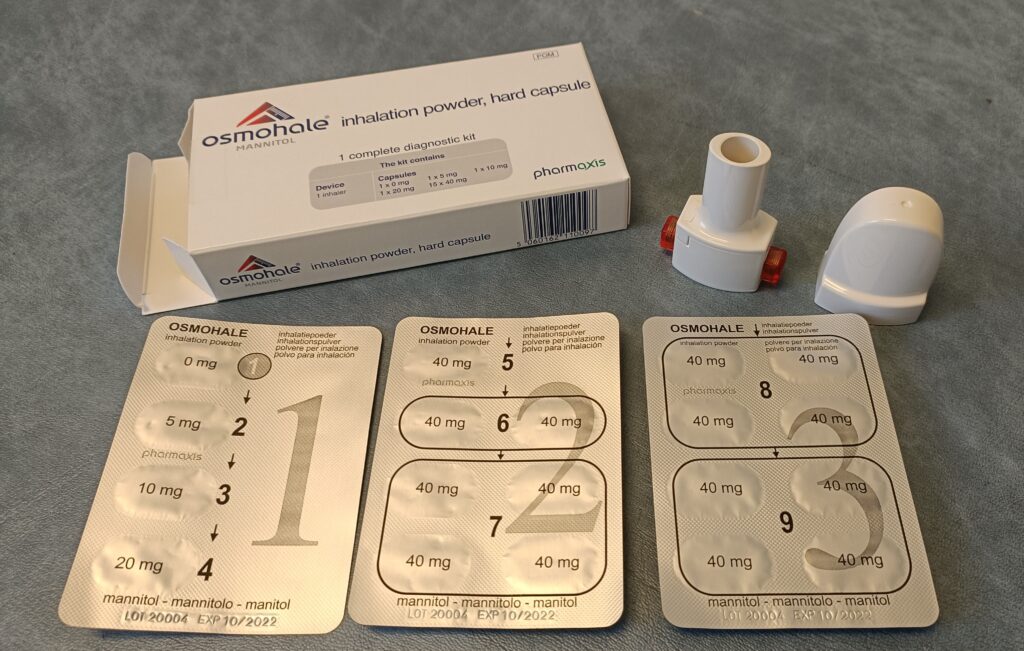 PGM
osmohale® inhalation powder, hard capsule
MANNITOL
1 complete diagnostic kit
The kit contains
Device Capsules 1 x 5 mg 1 x 10 mg
1 inhaler 1 x 0 mg 15 x 40 mg
1 x 20 mg
pharmaxis
osmohale® inhalation powder, hard capsule
MANNITOL
5 060162 110097
OSMOHALE
inhalation powder
inhalatiepoeder
inhalationspulver
polvere per inalazione
polvo para inhalación
0 mg 1
5 mg 2
pharmaxis
10 mg 3
20 mg 4
1
mannitol - mannitolo - manitol
LOT 20004 EXP 10/2022
OSMOHALE
inhalation powder
inhalatiepoeder
inhalationspulver
polvere per inalazione
polvo para inhalación
40 mg 5
pharmaxis
40 mg 6 40 mg
40 mg 40 mg
7
40 mg 40 mg
2
mannitol - mannitolo - manitol
LOT 20004 EXP 10/2022
OSMOHALE
inhalatiepoeder
inhalationspulver
inhalation powder
polvere per inalazione
polvo para inhalación
40 mg 40 mg
pharmaxis 8
40 mg 40 mg
40 mg 40 mg
9
40 mg 40 mg
3
mannitol - mannitolo - manitol
LOT 20004 EXP 10/2022